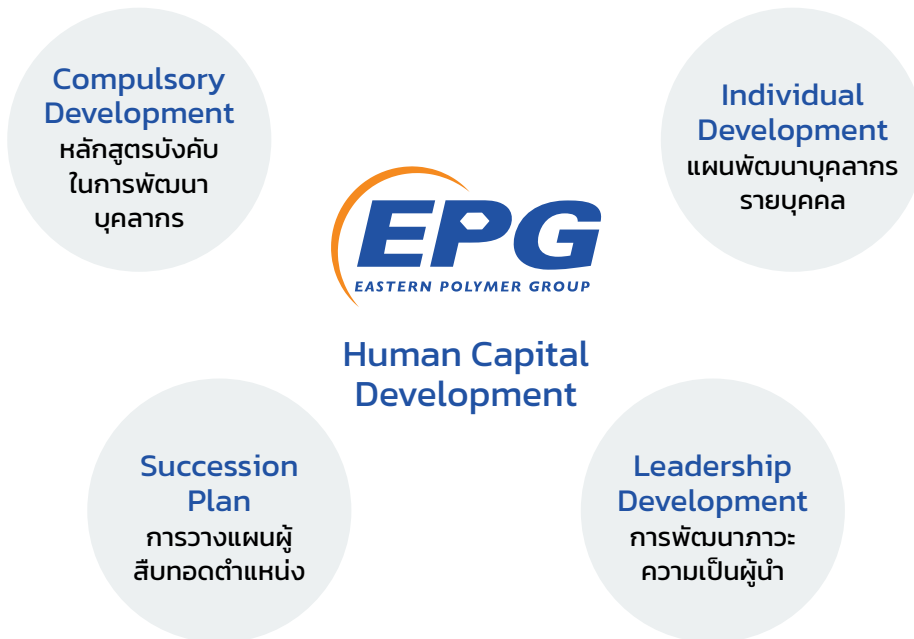 Compulsory
Development
หลักสูตรบังคับ
ในการพัฒนา
บุคลากร
Individual
Development
แผนพัฒนาบุคลากร
รายบุคคล
EPG
EASTERN POLYMER GROUP
Human Capital
Development
Succession
Plan
การวางแผนผู้
สืบทอดตำแหน่ง
Leadership
Development
การพัฒนาภาวะ
ความเป็นผู้นำ